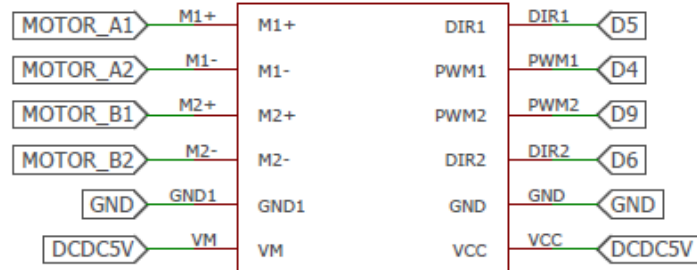 MOTOR_A1 M1+ M1+ DIR1 DIR1 D5
MOTOR_A2 M1- M1- PWM1 PWM1 D4
MOTOR_B1 M2+ M2+ PWM2 PWM2 D9
MOTOR_B2 M2- M2- DIR2 DIR2 D6
GND GND1 GND1 GND GND GND
DCDC5V VM VM VCC VCC DCDC5V